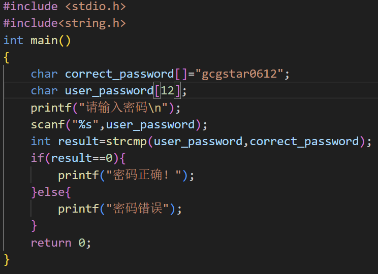 #include <stdio.h>
#include<string.h>
int main()
{
    char correct_password[]="gcgstar0612";
    char user_password[12];
    printf("请输入密码\n");
    scanf("%s",user_password);
    int result=strcmp(user_password,correct_password);
    if(result==0){
        printf("密码正确! ");
    }else{
        printf("密码错误");
    }
    return 0;
}